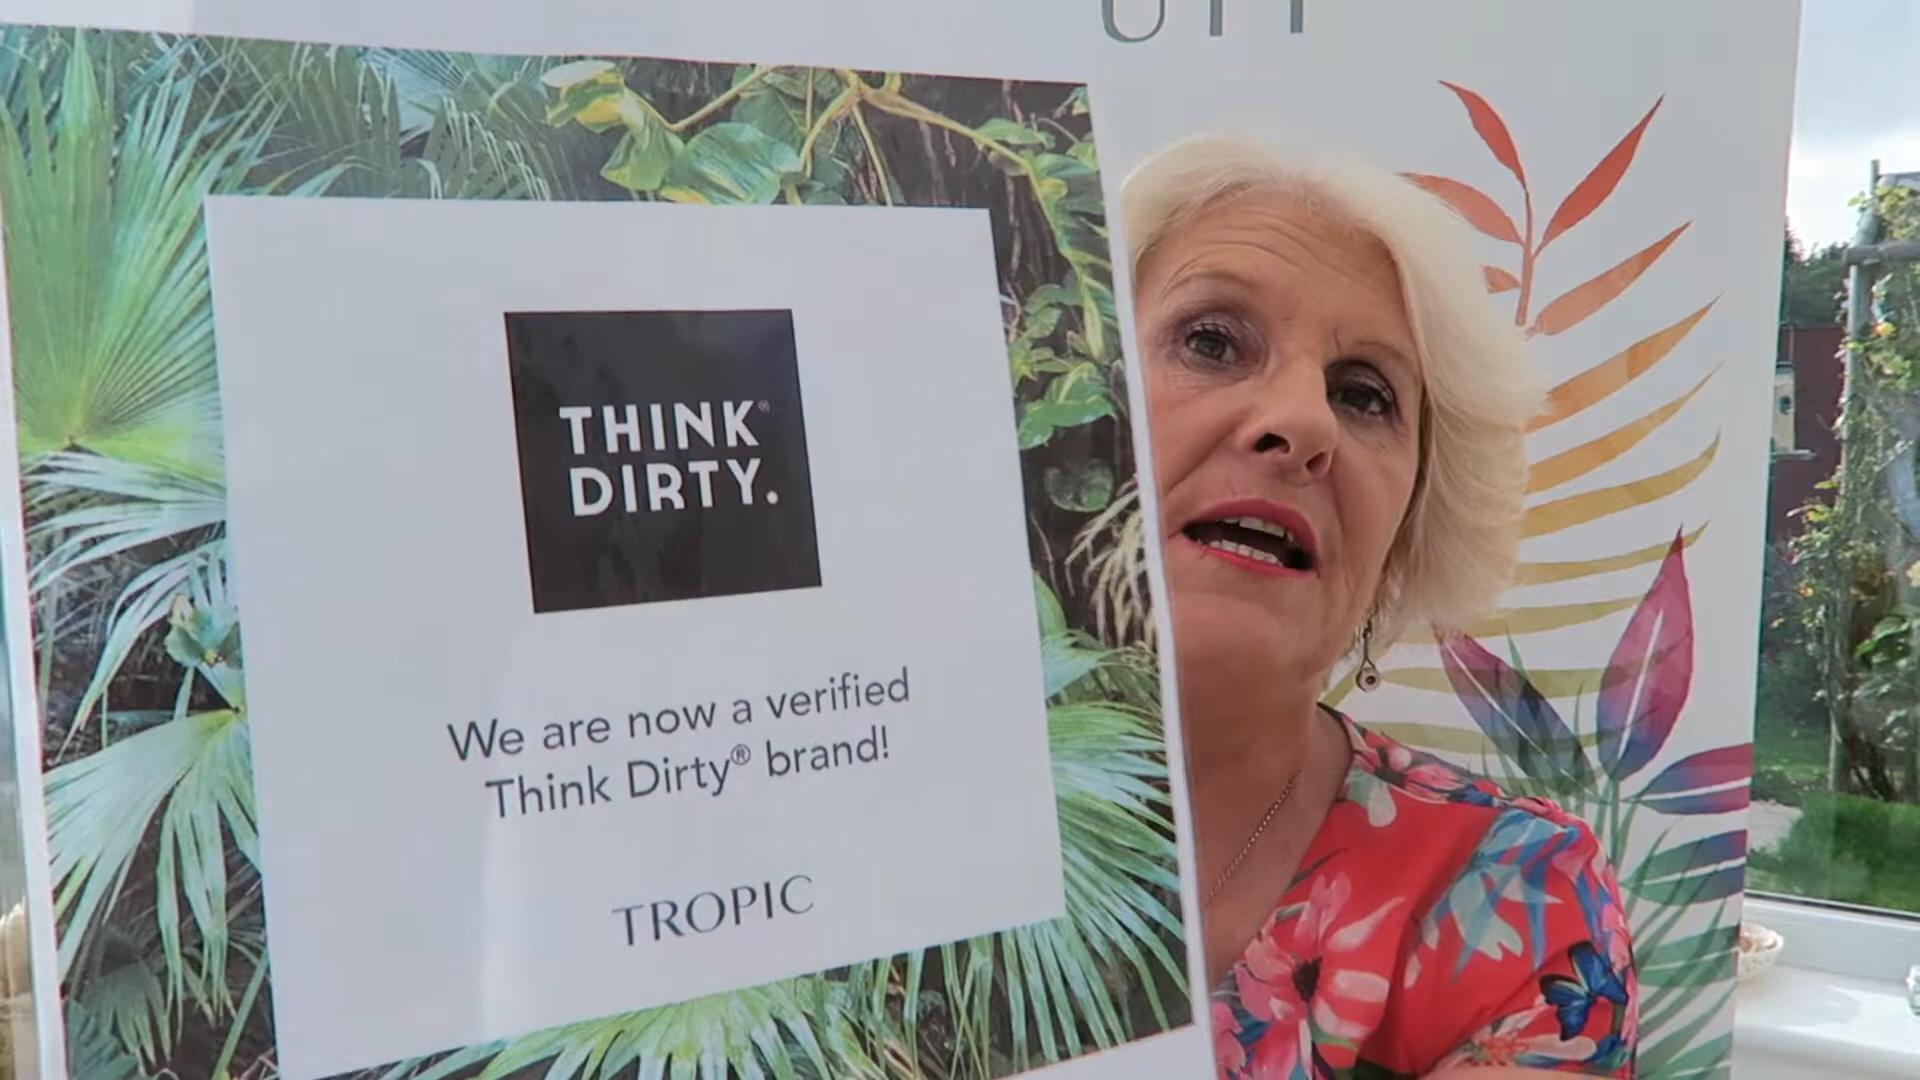 THINK®
DIRTY.
We are now a verified
Think Dirty® brand!
TROPIC